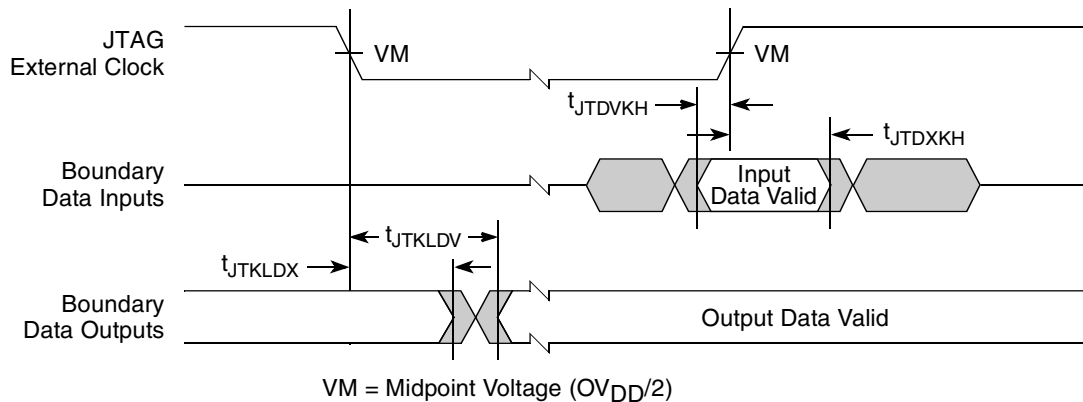 JTAG
External Clock
VM
VM
tJTDVKH
tJTDXKH
Boundary
Data Inputs
Input
Data Valid
tJTKLDV
tJTKLDX
Boundary
Data Outputs
Output Data Valid
VM = Midpoint Voltage (OVDD/2)